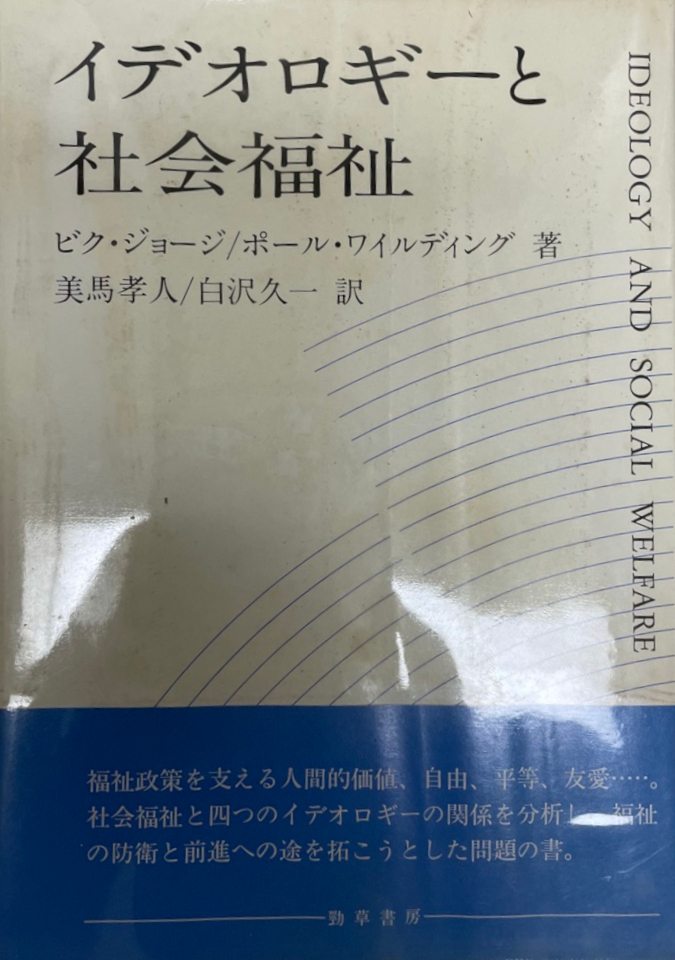 イデオロギーと
社会福祉
ビク・ジョージ/ポール・ワイルディング 著
美馬孝人/白沢久一 訳
IDEOLOGY AND SOCIAL WELFARE
福祉政策を支える人間的価値、自由、平等、友愛……。
社会福祉と四つのイデオロギーの関係を分析し、福祉
の防衛と前進への途を拓こうとした問題の書。
勁草書房